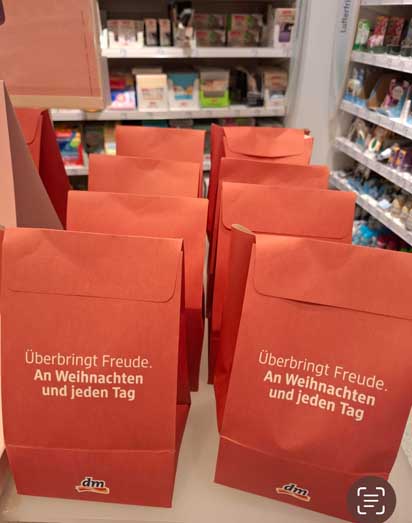 Überbringt Freude.
An Weihnachten
und jeden Tag
dm
Überbringt Freude.
An Weihnachten
und jeden Tag
dm